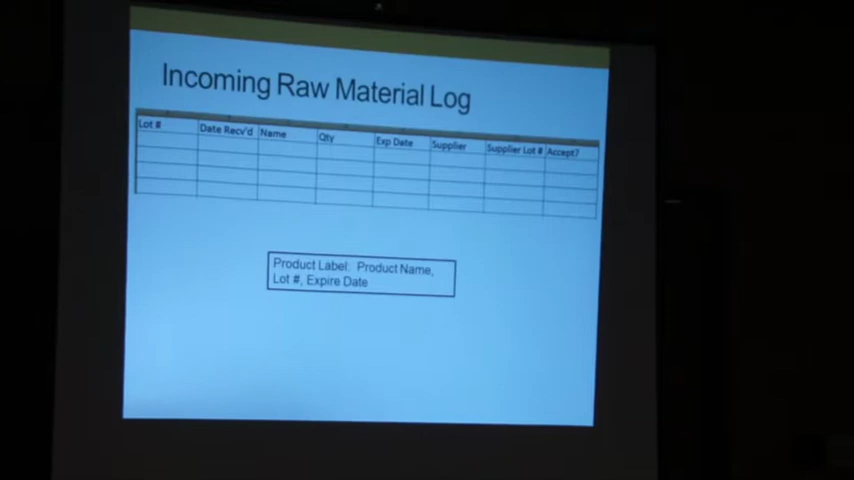 Incoming Raw Material Log
Lot # Date Recv'd Name Qty Exp Date Supplier Supplier Lot # Accept?
Product Label: Product Name,
Lot #, Expire Date